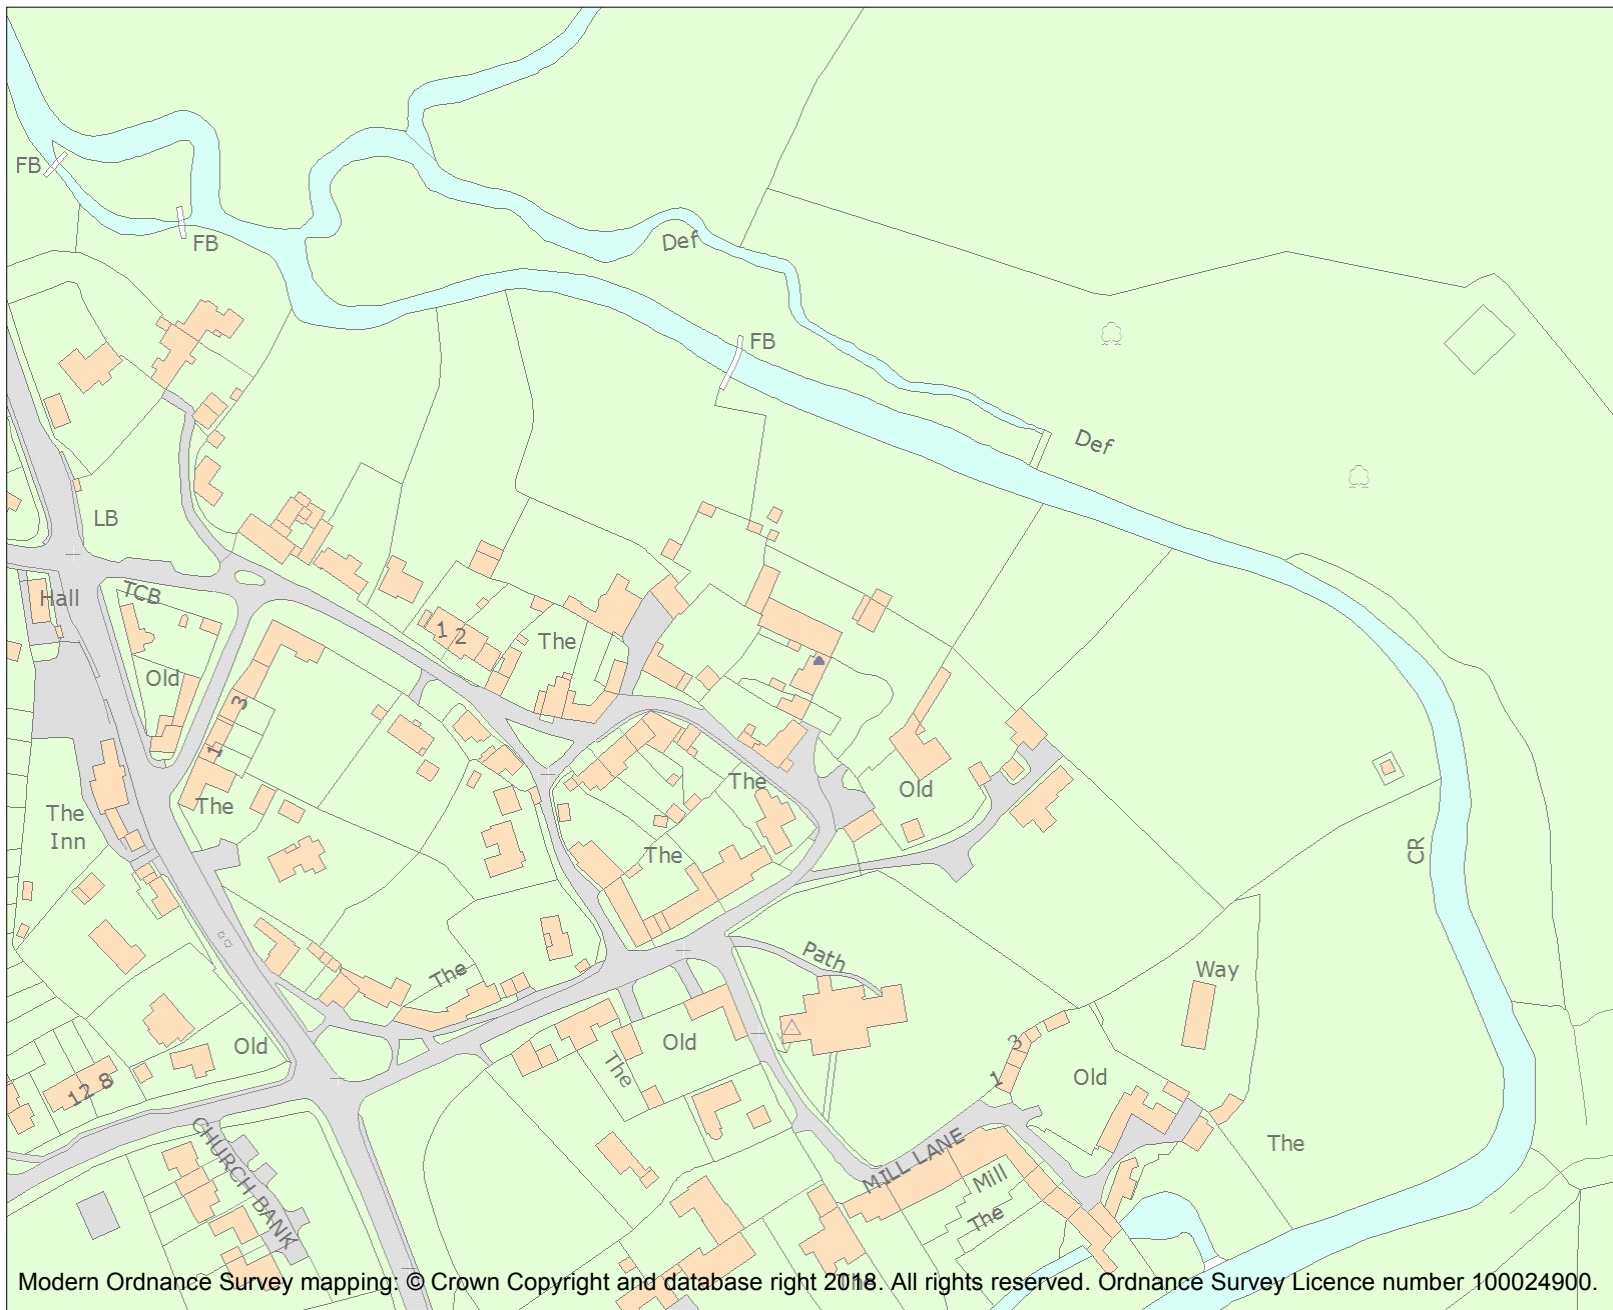 FB
FB
Def
FB
Def
LB
TCB
Hall
1 2
The
Old
3
1
The
The
Old
The
Inn
The
CR
Path
Way
The
Old
Old
The
3
1
Old
12 8
CHURCH BANK
MILL LANE
Mill
The
The
Modern Ordnance Survey mapping: © Crown Copyright and database right 2018. All rights reserved. Ordnance Survey Licence number 100024900.